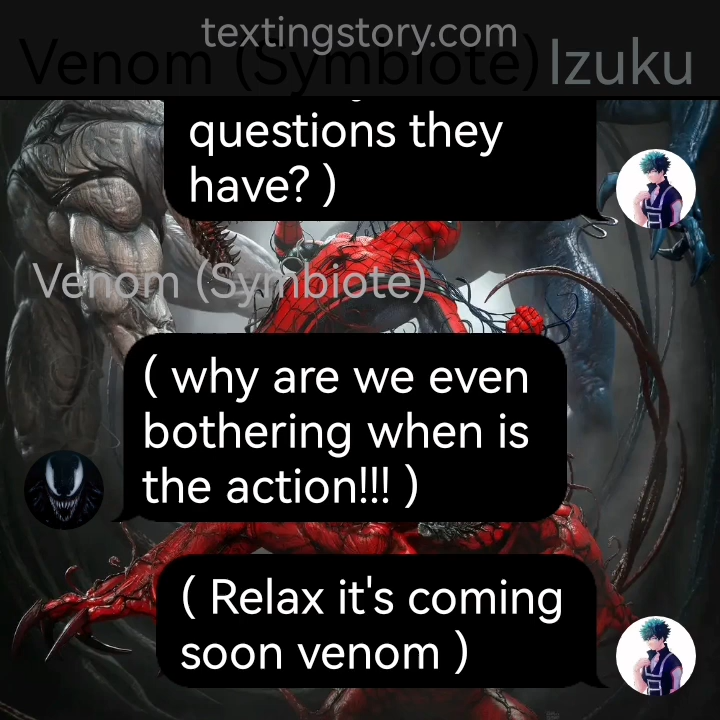 textingstory.com
Venom (Symbiote) Izuku
questions they
have? )
Venom (Symbiote)
( why are we even
bothering when is
the action!!! )
( Relax it's coming
soon venom )